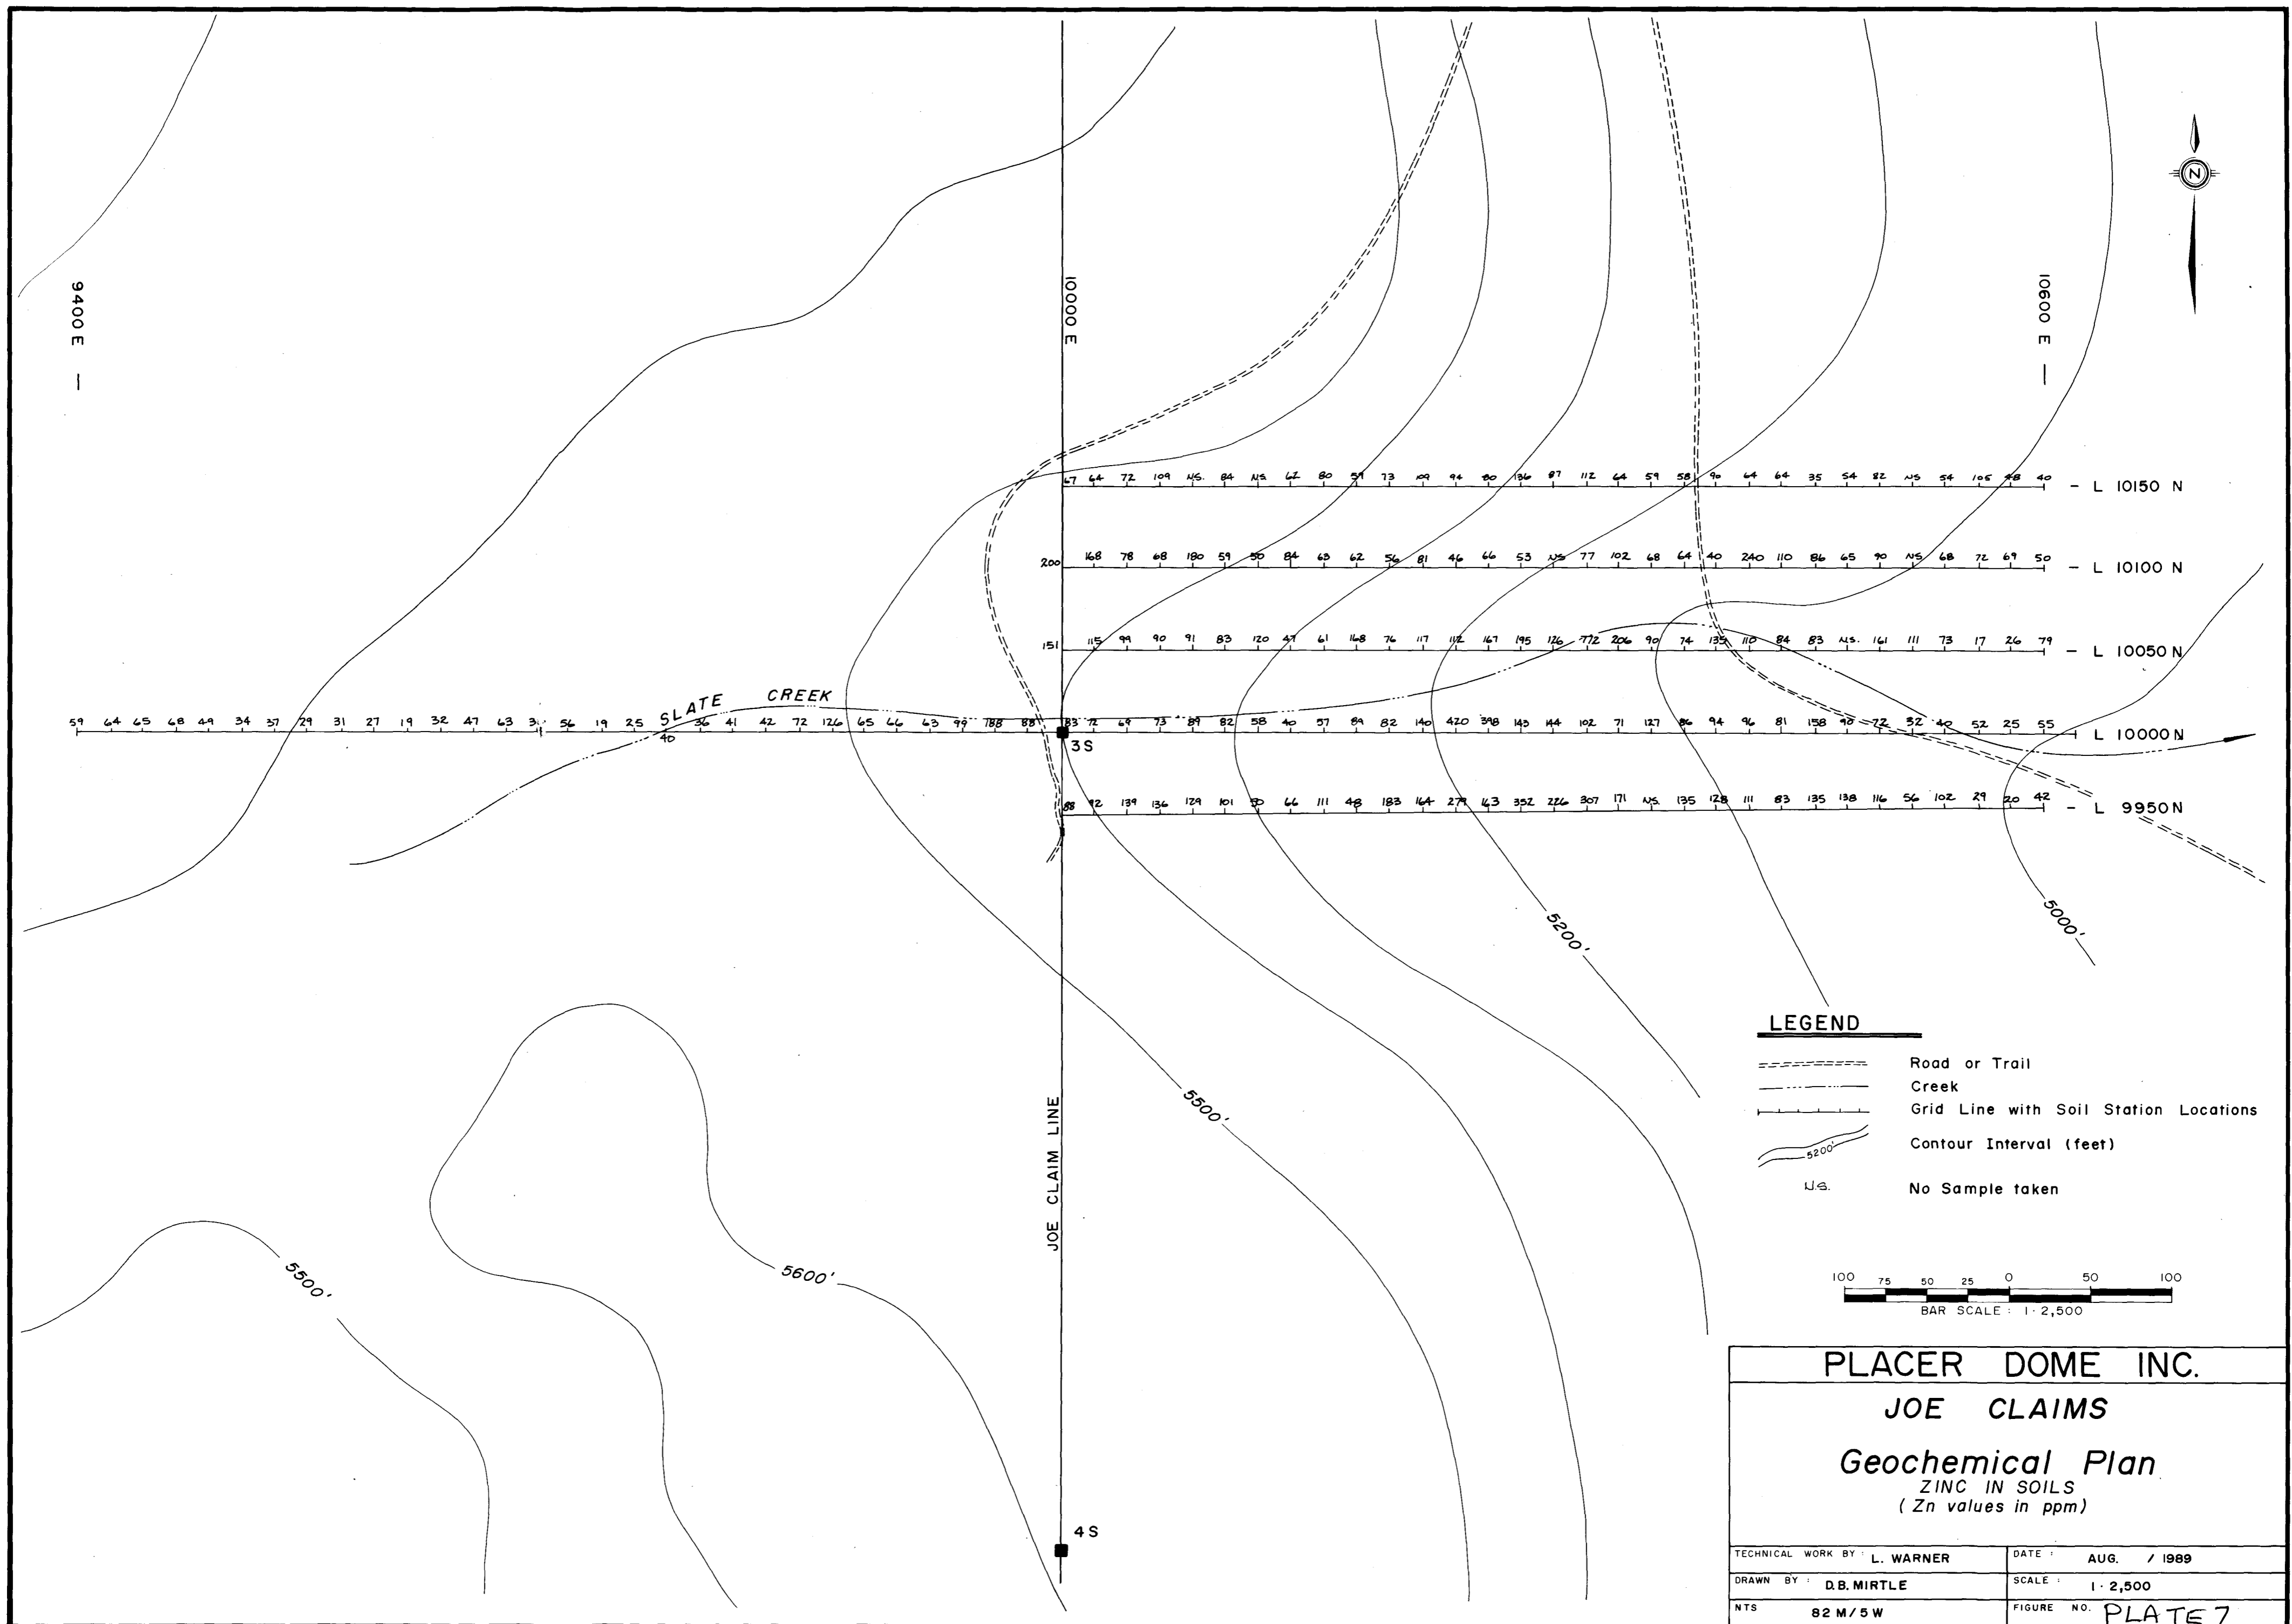 9400 E
10000 E
10600 E
N
67 64 72 109 NS. 84 NS. 62 80 59 73 109 94 80 136 87 112 64 59 58 90 64 64 35 54 82 NS 54 105 48 40 - L 10150 N
200 168 78 68 180 59 50 84 63 62 56 81 46 66 53 NS 77 102 68 64 40 240 110 86 65 90 NS 68 72 69 50 - L 10100 N
151 115 99 90 91 83 120 47 61 168 76 117 112 167 195 126 772 206 90 74 135 110 84 83 NS. 161 111 73 17 26 79 - L 10050 N
SLATE CREEK
59 64 65 68 49 34 37 29 31 27 19 32 47 63 31 56 19 25 40 36 41 42 72 126 65 66 63 99 188 88 83 72 69 73 89 82 58 40 57 89 82 140 420 398 143 144 102 71 127 86 94 96 81 158 90 72 32 40 52 25 55 L 10000 N
3S
88 92 139 136 129 101 50 66 111 48 183 164 279 163 352 226 307 171 NS. 135 128 111 83 135 138 116 56 102 29 20 42 - L 9950 N
5200'
5000'
5500'
JOE CLAIM LINE
5500'
5600'
4S
LEGEND
Road or Trail
Creek
Grid Line with Soil Station Locations
5200' Contour Interval (feet)
N.S. No Sample taken
100 75 50 25 0 50 100
BAR SCALE : 1:2,500
PLACER DOME INC.
JOE CLAIMS
Geochemical Plan
ZINC IN SOILS
(Zn values in ppm)
TECHNICAL WORK BY : L. WARNER DATE : AUG. / 1989
DRAWN BY : D.B. MIRTLE SCALE : 1:2,500
NTS 82 M/5 W FIGURE NO. PLATE 7